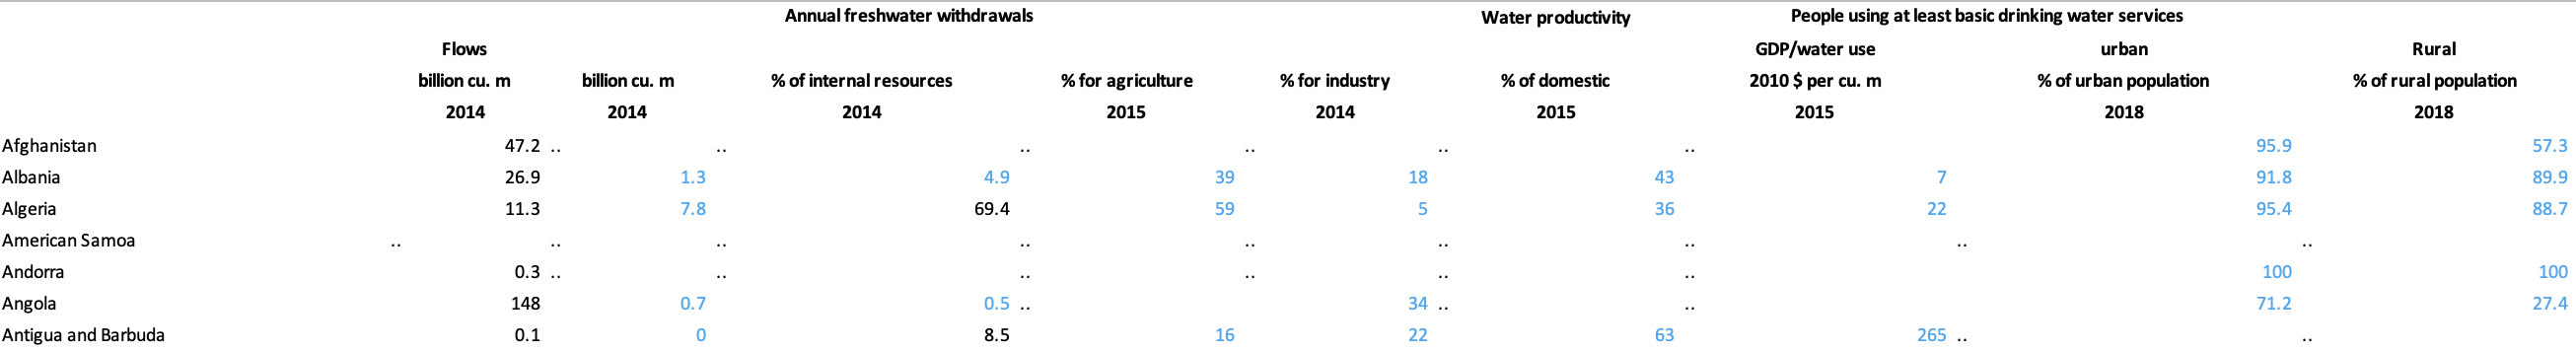 Annual freshwater withdrawals Water productivity People using at least basic drinking water services
Flows GDP/water use urban Rural
billion cu. m billion cu. m % of internal resources % for agriculture % for industry % of domestic 2010 $ per cu. m % of urban population % of rural population
2014 2014 2014 2015 2014 2015 2015 2018 2018
Afghanistan 47.2 .. .. .. .. .. .. 95.9 57.3
Albania 26.9 1.3 4.9 39 18 43 7 91.8 89.9
Algeria 11.3 7.8 69.4 59 5 36 22 95.4 88.7
American Samoa .. .. .. .. .. .. .. .. ..
Andorra 0.3 .. .. .. .. .. .. 100 100
Angola 148 0.7 0.5 .. 34 .. .. 71.2 27.4
Antigua and Barbuda 0.1 0 8.5 16 22 63 265 .. ..